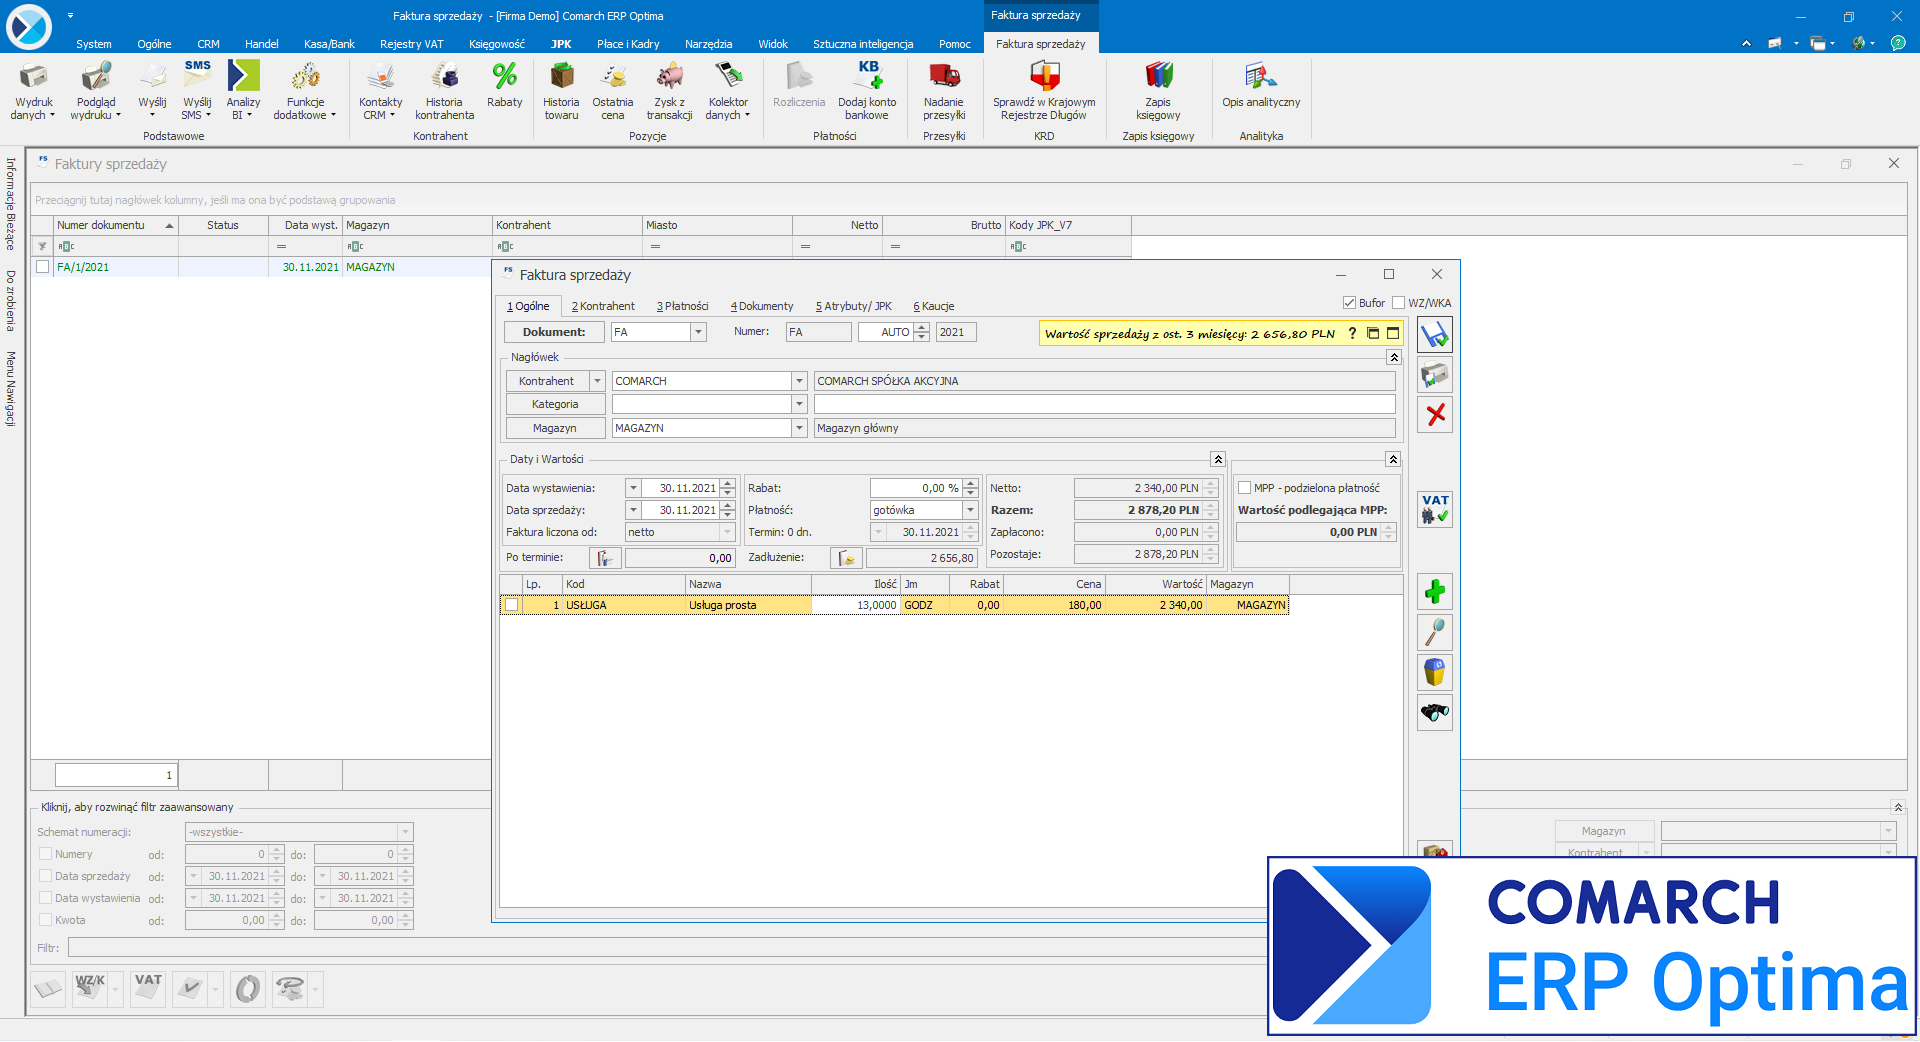 Faktura sprzedaży - [Firma Demo] Comarch ERP Optima
Faktura sprzedaży
System Ogólne CRM Handel Kasa/Bank Rejestry VAT Księgowość JPK Płace i Kadry Narzędzia Widok Sztuczna inteligencja Pomoc Faktura sprzedaży
Wydruk danych
Podgląd wydruku
Wyślij
SMS
Wyślij SMS
Analizy BI
Funkcje dodatkowe
Kontakty CRM
Historia kontrahenta
Rabaty
Historia towaru
Ostatnia cena
Zysk z transakcji
Kolektor danych
Rozliczenia
KB
Dodaj konto bankowe
Nadanie przesyłki
Sprawdź w Krajowym Rejestrze Długów
Zapis księgowy
Opis analityczny
Podstawowe Kontrahent Pozycje Płatności Przesyłki KRD Zapis księgowy Analityka
Informacje Bieżące
Do zrobienia
Menu Nawigacji
FS Faktury sprzedaży
Przeciągnij tutaj nagłówek kolumny, jeśli ma ona być podstawą grupowania
Numer dokumentu Status Data wyst. Magazyn Kontrahent Miasto Netto Brutto Kody JPK_V7
ABC = ABC ABC = = = ABC
FA/1/2021 30.11.2021 MAGAZYN
FS Faktura sprzedaży
1 Ogólne 2 Kontrahent 3 Płatności 4 Dokumenty 5 Atrybuty/ JPK 6 Kaucje Bufor WZ/WKA
Dokument: FA Numer: FA AUTO 2021
Wartość sprzedaży z ost. 3 miesięcy: 2 656,80 PLN ?
Nagłówek
Kontrahent COMARCH COMARCH SPÓŁKA AKCYJNA
Kategoria
Magazyn MAGAZYN Magazyn główny
Daty i Wartości
Data wystawienia: 30.11.2021 Rabat: 0,00 % Netto: 2 340,00 PLN MPP - podzielona płatność
Data sprzedaży: 30.11.2021 Płatność: gotówka Razem: 2 878,20 PLN Wartość podlegająca MPP:
Faktura liczona od: netto Termin: 0 dn. 30.11.2021 Zapłacono: 0,00 PLN 0,00 PLN
Po terminie: 0,00 Zadłużenie: 2 656,80 Pozostaje: 2 878,20 PLN
VAT
Lp. Kod Nazwa Ilość Jm Rabat Cena Wartość Magazyn
1 USŁUGA Usługa prosta 13,0000 GODZ 0,00 180,00 2 340,00 MAGAZYN
1
Kliknij, aby rozwinąć filtr zaawansowany
Schemat numeracji: -wszystkie-
Numery od: 0 do: 0
Data sprzedaży od: 30.11.2021 do: 30.11.2021
Data wystawienia od: 30.11.2021 do: 30.11.2021
Kwota od: 0,00 do: 0,00
Filtr:
Magazyn
Kontrahent
WZ/K VAT
COMARCH
ERP Optima